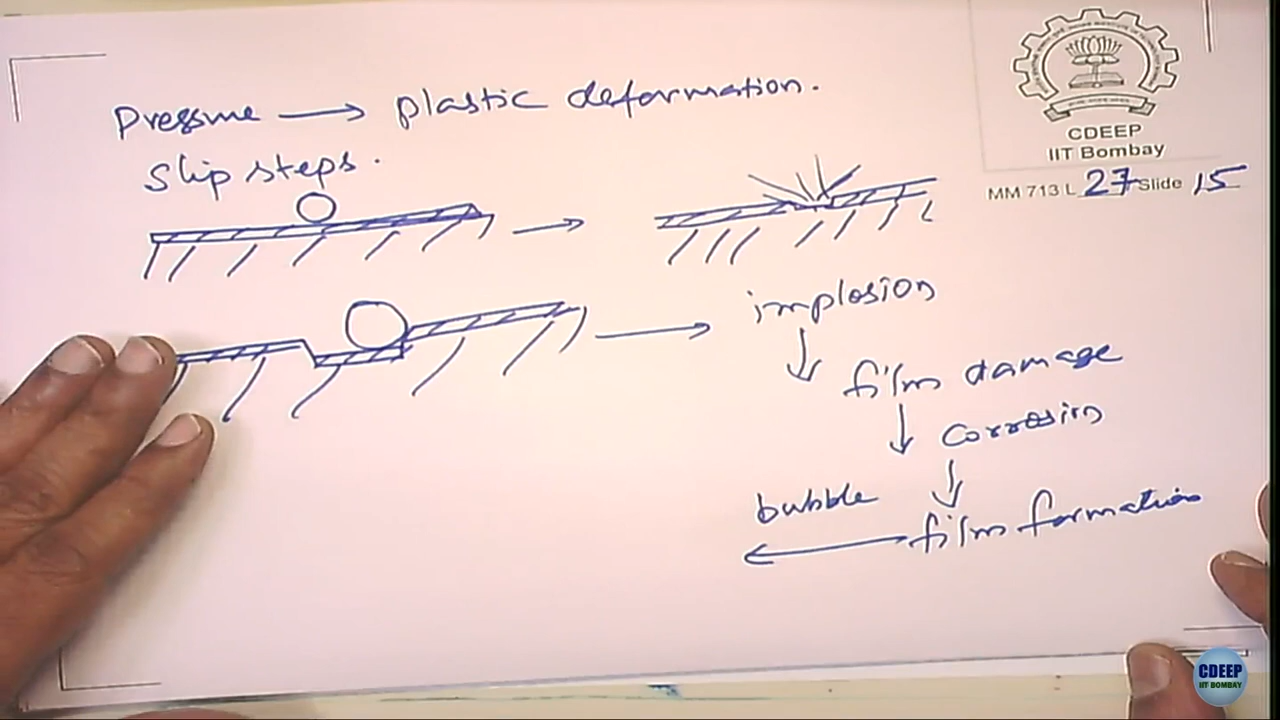 Pressure → plastic deformation.
Slip steps.
CDEEP
IIT Bombay
MM 713 L 27 Slide 15
implosion
film damage
Corrosion
bubble
film formation
CDEEP
IIT BOMBAY